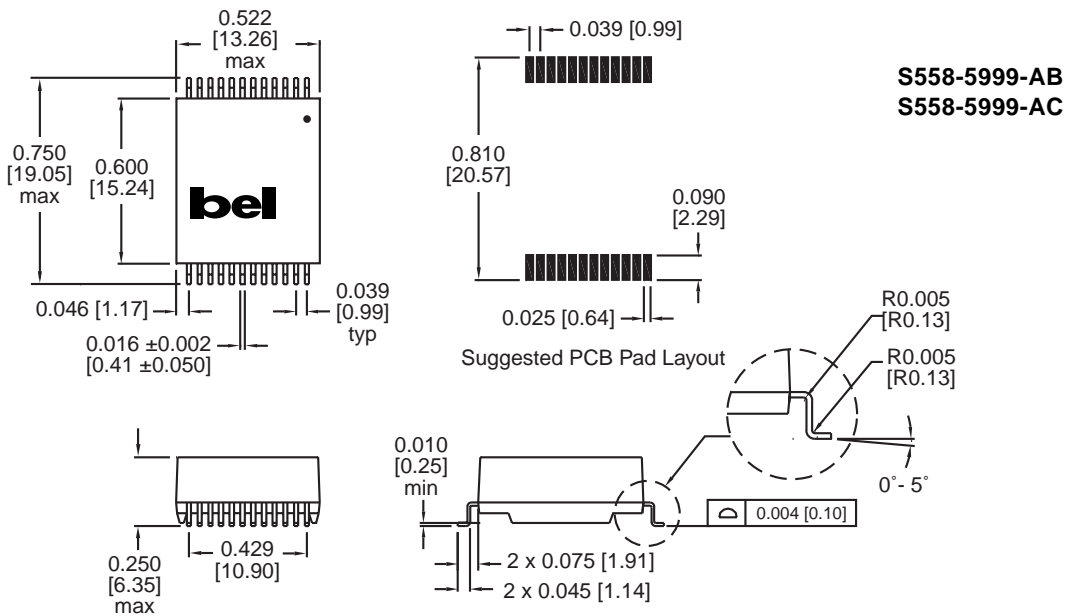 0.522
[13.26]
max
0.039 [0.99]
S558-5999-AB
S558-5999-AC
0.750
[19.05]
max
0.600
[15.24]
bel
0.810
[20.57]
0.090
[2.29]
0.046 [1.17]
0.039
[0.99]
typ
0.016 ±0.002
[0.41 ±0.050]
0.025 [0.64]
Suggested PCB Pad Layout
R0.005
[R0.13]
R0.005
[R0.13]
0.010
[0.25]
min
0°- 5°
0.004 [0.10]
0.250
[6.35]
max
0.429
[10.90]
2 x 0.075 [1.91]
2 x 0.045 [1.14]